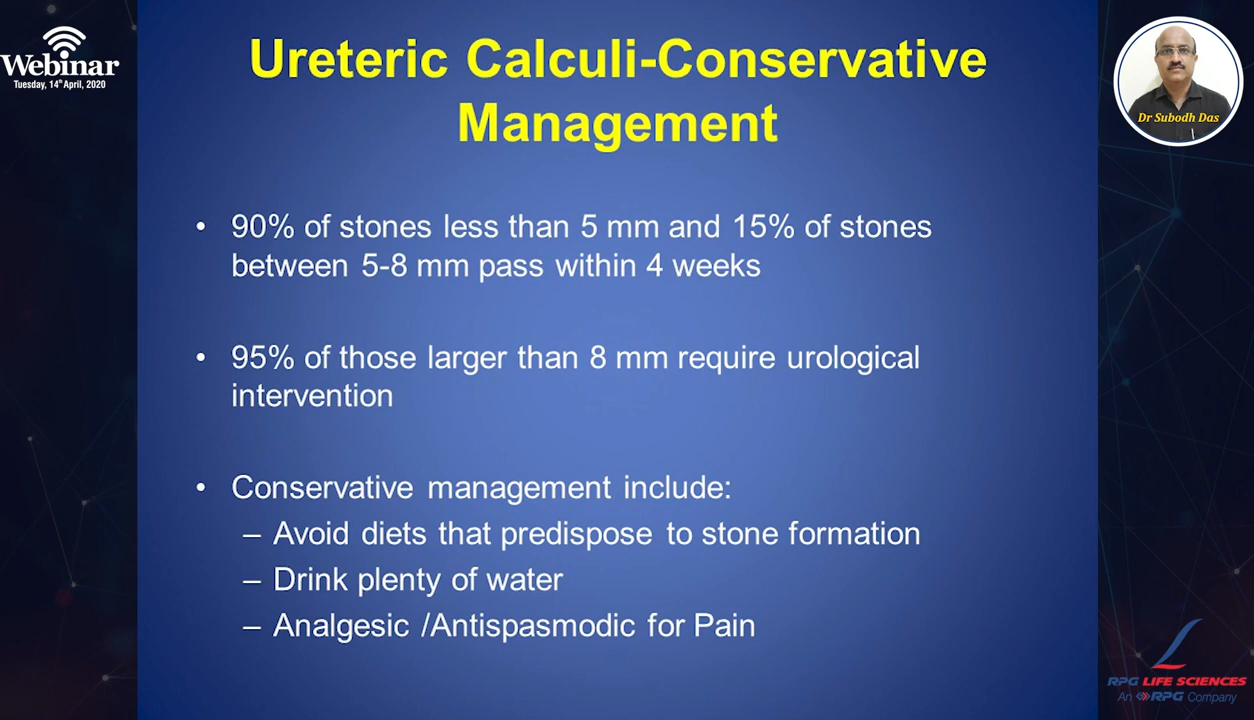 Webinar
Tuesday, 14th April, 2020
Ureteric Calculi-Conservative
Management
Dr Subodh Das
• 90% of stones less than 5 mm and 15% of stones
between 5-8 mm pass within 4 weeks
• 95% of those larger than 8 mm require urological
intervention
• Conservative management include:
– Avoid diets that predispose to stone formation
– Drink plenty of water
– Analgesic /Antispasmodic for Pain
RPG LIFE SCIENCES
An RPG Company